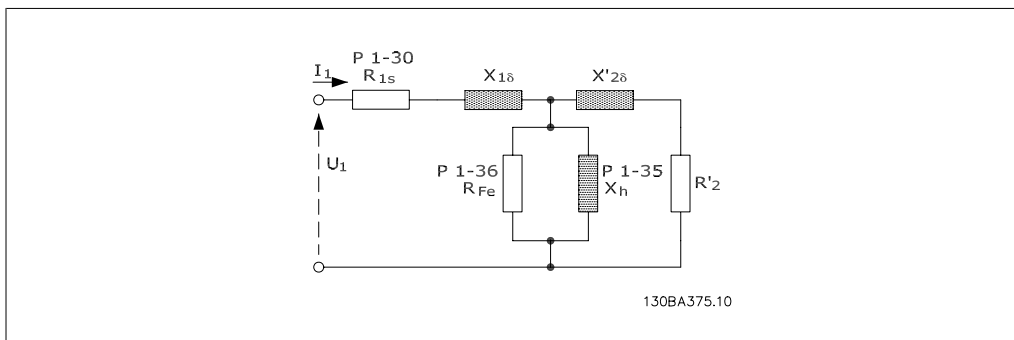 P 1-30
I1
R1s
X1δ
X'2δ
U1
P 1-36
RFe
P 1-35
Xh
R'2
130BA375.10